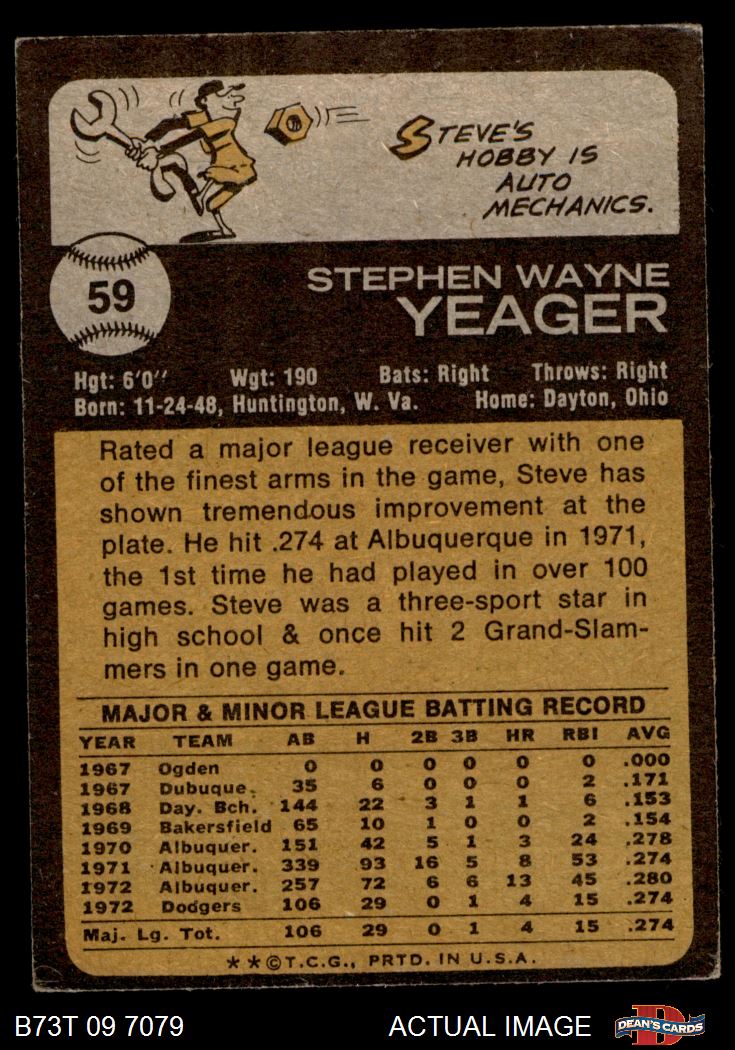 STEVE'S
HOBBY IS
AUTO
MECHANICS.
59
STEPHEN WAYNE
YEAGER
Hgt: 6'0'' Wgt: 190 Bats: Right Throws: Right
Born: 11-24-48, Huntington, W. Va. Home: Dayton, Ohio
Rated a major league receiver with one
of the finest arms in the game, Steve has
shown tremendous improvement at the
plate. He hit .274 at Albuquerque in 1971,
the 1st time he had played in over 100
games. Steve was a three-sport star in
high school & once hit 2 Grand-Slam-
mers in one game.
MAJOR & MINOR LEAGUE BATTING RECORD
YEAR TEAM AB H 2B 3B HR RBI AVG
1967 Ogden 0 0 0 0 0 0 .000
1967 Dubuque. 35 6 0 0 0 2 .171
1968 Day. Bch. 144 22 3 1 1 6 .153
1969 Bakersfield 65 10 1 0 0 2 .154
1970 Albuquer. 151 42 5 1 3 24 .278
1971 Albuquer. 339 93 16 5 8 53 .274
1972 Albuquer. 257 72 6 6 13 45 .280
1972 Dodgers 106 29 0 1 4 15 .274
Maj. Lg. Tot. 106 29 0 1 4 15 .274
**©T.C.G., PRTD. IN U.S.A.
B73T 09 7079 ACTUAL IMAGE D DEAN'S CARDS